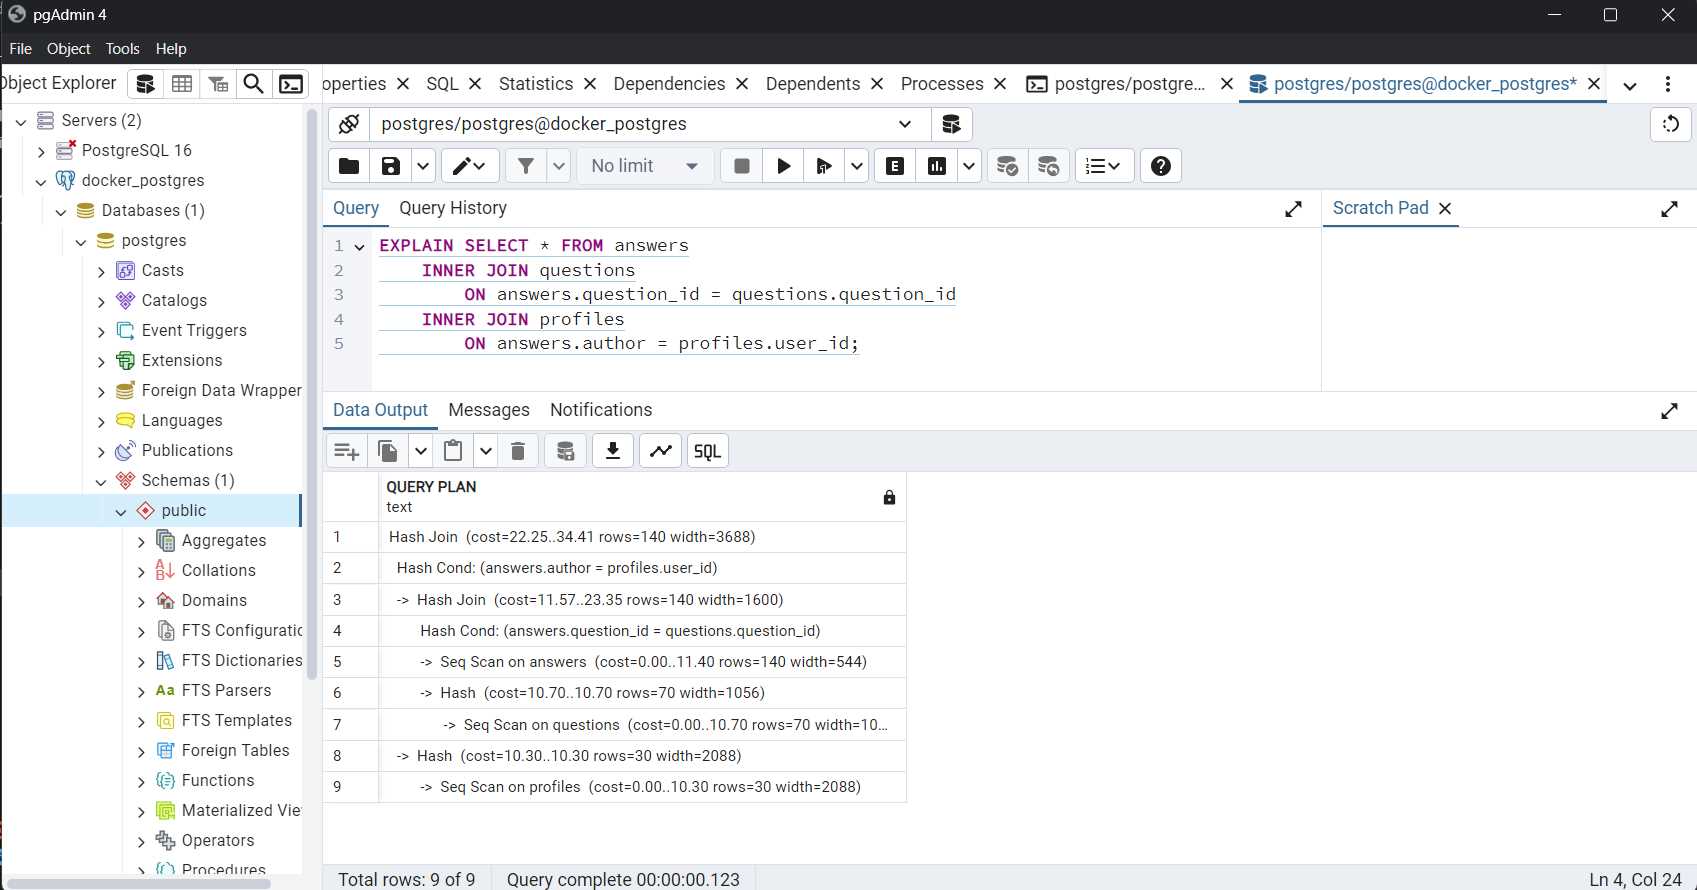 pgAdmin 4
File Object Tools Help
Object Explorer
operties SQL Statistics Dependencies Dependents Processes postgres/postgre... postgres/postgres@docker_postgres*
Servers (2)
PostgreSQL 16
docker_postgres
Databases (1)
postgres
Casts
Catalogs
Event Triggers
Extensions
Foreign Data Wrapper
Languages
Publications
Schemas (1)
public
Aggregates
Collations
Domains
FTS Configuratic
FTS Dictionaries
Aa FTS Parsers
FTS Templates
Foreign Tables
Functions
Materialized Vie
Operators
Procedures
postgres/postgres@docker_postgres
No limit
E
Query Query History
Scratch Pad
1 EXPLAIN SELECT * FROM answers
2 INNER JOIN questions
3 ON answers.question_id = questions.question_id
4 INNER JOIN profiles
5 ON answers.author = profiles.user_id;
Data Output Messages Notifications
SQL
QUERY PLAN
text
1 Hash Join (cost=22.25..34.41 rows=140 width=3688)
2 Hash Cond: (answers.author = profiles.user_id)
3 -> Hash Join (cost=11.57..23.35 rows=140 width=1600)
4 Hash Cond: (answers.question_id = questions.question_id)
5 -> Seq Scan on answers (cost=0.00..11.40 rows=140 width=544)
6 -> Hash (cost=10.70..10.70 rows=70 width=1056)
7 -> Seq Scan on questions (cost=0.00..10.70 rows=70 width=10...
8 -> Hash (cost=10.30..10.30 rows=30 width=2088)
9 -> Seq Scan on profiles (cost=0.00..10.30 rows=30 width=2088)
Total rows: 9 of 9 Query complete 00:00:00.123 Ln 4, Col 24